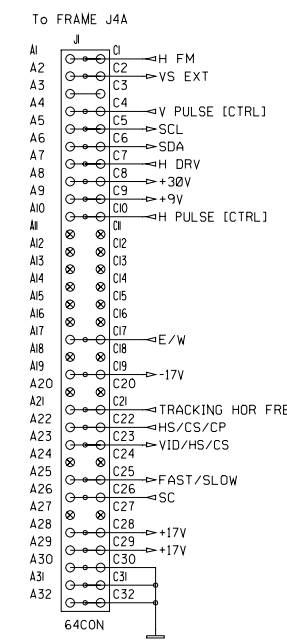 To FRAME J4A
J1
A1 C1 H FM
A2 C2 VS EXT
A3 C3
A4 C4 V PULSE [CTRL]
A5 C5 SCL
A6 C6 SDA
A7 C7 H DRV
A8 C8 +30V
A9 C9 +9V
A10 C10 H PULSE [CTRL]
A11 C11
A12 C12
A13 C13
A14 C14
A15 C15
A16 C16
A17 C17 E/W
A18 C18
A19 C19 -17V
A20 C20
A21 C21 TRACKING HOR FRE
A22 C22 HS/CS/CP
A23 C23 VID/HS/CS
A24 C24
A25 C25 FAST/SLOW
A26 C26 SC
A27 C27
A28 C28 +17V
A29 C29 +17V
A30 C30
A31 C31
A32 C32
64CON